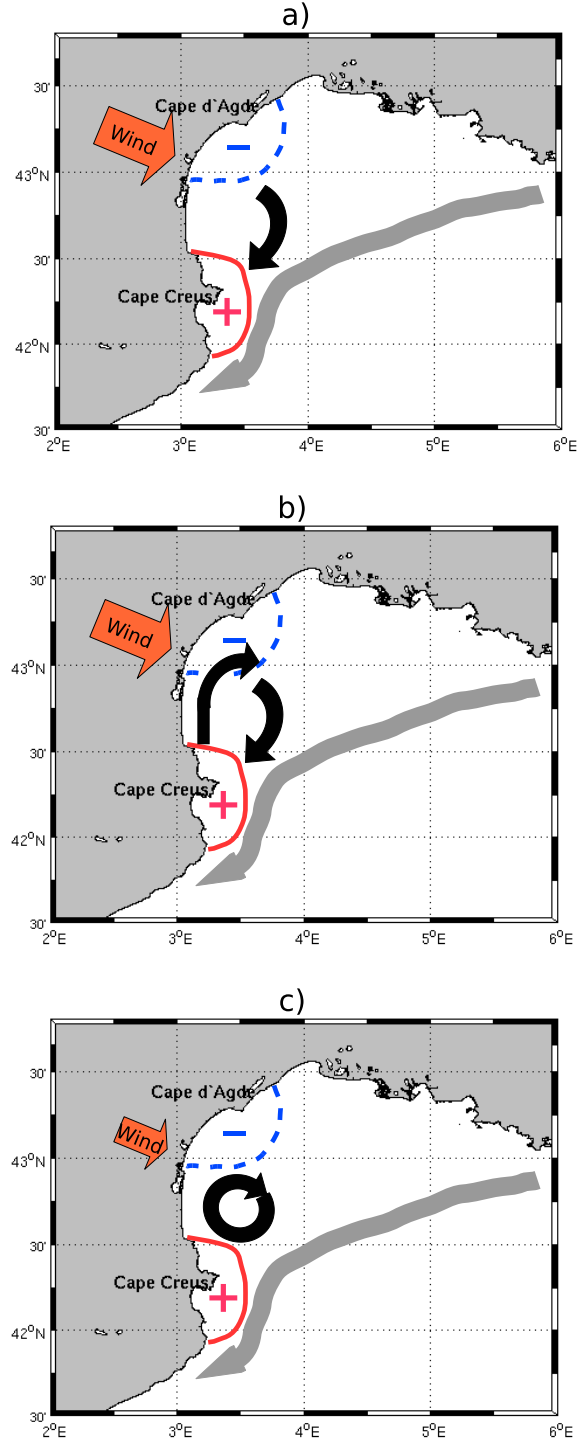 a)
30'
Cape d`Agde
Wind
−
43°N
30'
Cape Creus
+
42°N
30'
2°E 3°E 4°E 5°E 6°E
b)
30'
Cape d`Agde
Wind
−
43°N
30'
Cape Creus
+
42°N
30'
2°E 3°E 4°E 5°E 6°E
c)
30'
Cape d`Agde
Wind
−
43°N
30'
Cape Creus
+
42°N
30'
2°E 3°E 4°E 5°E 6°E